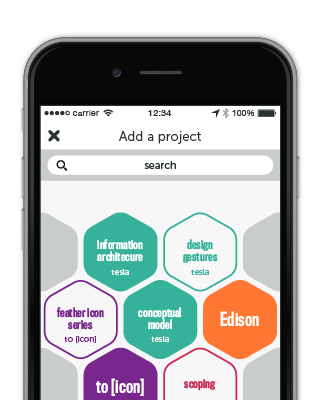 carrier 12:34 100%
Add a project
search
Information
architecure
tesla
design
gestures
tesla
feather icon
series
to [icon]
conceptual
model
tesla
Edison
to [icon]
scoping